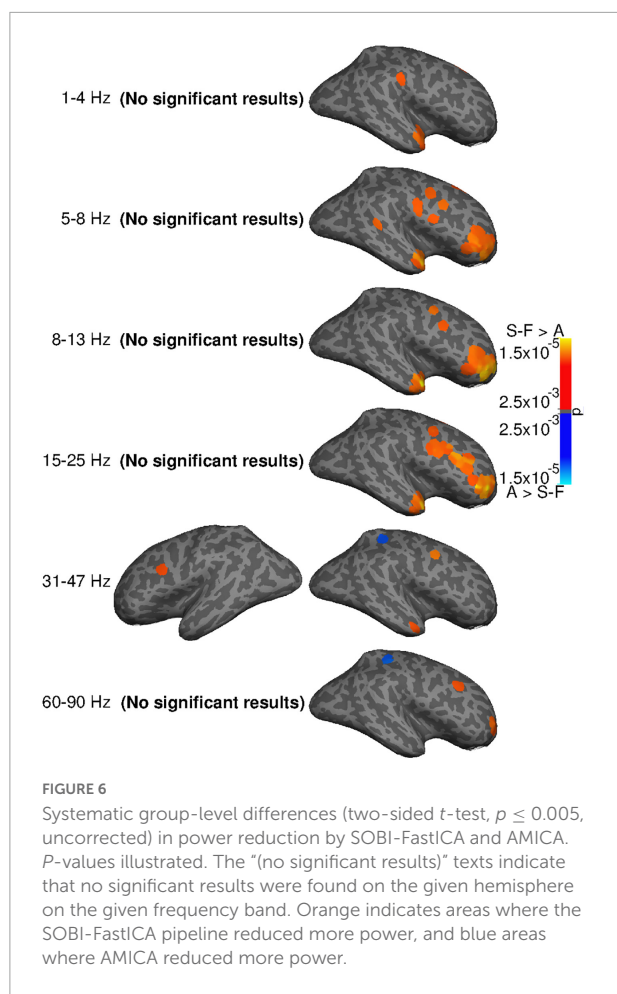 1-4 Hz (No significant results)
5-8 Hz (No significant results)
8-13 Hz (No significant results)
S-F > A
1.5x10^-5
2.5x10^-3
p
2.5x10^-3
1.5x10^-5
A > S-F
15-25 Hz (No significant results)
31-47 Hz
60-90 Hz (No significant results)
FIGURE 6
Systematic group-level differences (two-sided t-test, p ≤ 0.005,
uncorrected) in power reduction by SOBI-FastICA and AMICA.
P-values illustrated. The "(no significant results)" texts indicate
that no significant results were found on the given hemisphere
on the given frequency band. Orange indicates areas where the
SOBI-FastICA pipeline reduced more power, and blue areas
where AMICA reduced more power.